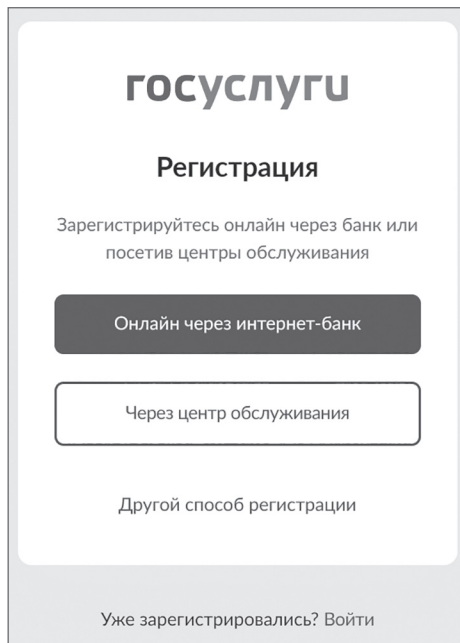 госуслуги
Регистрация
Зарегистрируйтесь онлайн через банк или
посетив центры обслуживания
Онлайн через интернет-банк
Через центр обслуживания
Другой способ регистрации
Уже зарегистрировались? Войти